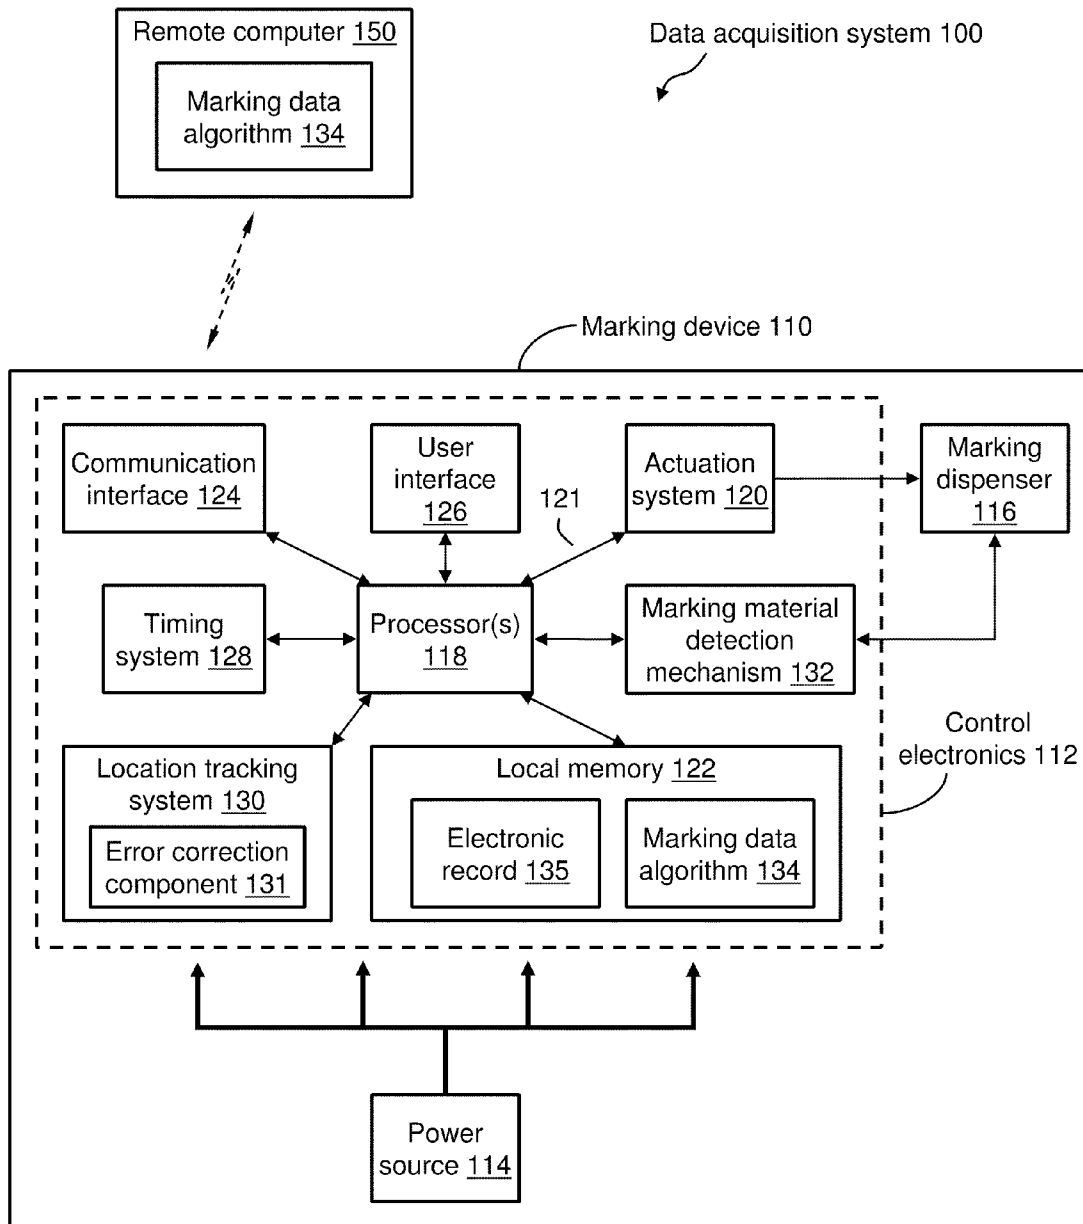 Remote computer 150
Marking data
algorithm 134
Data acquisition system 100
Marking device 110
Communication
interface 124
User
interface
126
Actuation
system 120
Marking
dispenser
116
121
Timing
system 128
Processor(s)
118
Marking material
detection
mechanism 132
Control
electronics 112
Location tracking
system 130
Error correction
component 131
Local memory 122
Electronic
record 135
Marking data
algorithm 134
Power
source 114